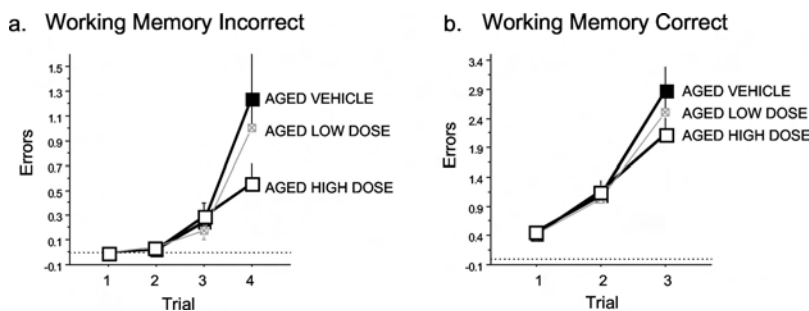 a. Working Memory Incorrect
1.5
1.3
1.1
0.9
0.7
0.5
0.3
0.1
-0.1
Errors
AGED VEHICLE
AGED LOW DOSE
AGED HIGH DOSE
1 2 3 4
Trial
b. Working Memory Correct
3.4
2.9
2.4
1.9
1.4
0.9
0.4
-0.1
Errors
AGED VEHICLE
AGED LOW DOSE
AGED HIGH DOSE
1 2 3
Trial